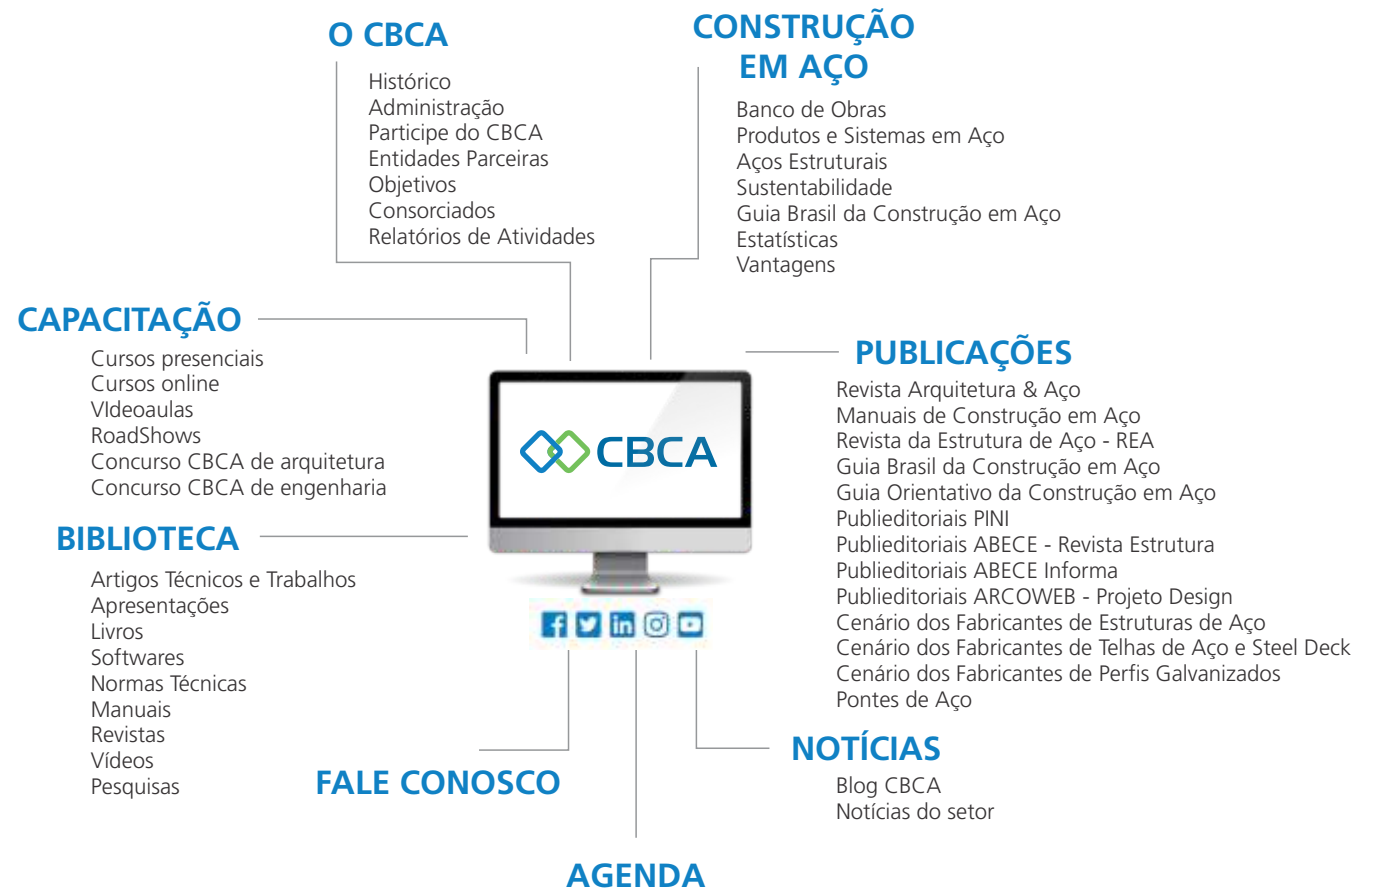 O CBCA
Histórico
Administração
Participe do CBCA
Entidades Parceiras
Objetivos
Consorciados
Relatórios de Atividades
CONSTRUÇÃO
EM AÇO
Banco de Obras
Produtos e Sistemas em Aço
Aços Estruturais
Sustentabilidade
Guia Brasil da Construção em Aço
Estatísticas
Vantagens
CAPACITAÇÃO
Cursos presenciais
Cursos online
VIdeoaulas
RoadShows
Concurso CBCA de arquitetura
Concurso CBCA de engenharia
CBCA
PUBLICAÇÕES
Revista Arquitetura & Aço
Manuais de Construção em Aço
Revista da Estrutura de Aço - REA
Guia Brasil da Construção em Aço
Guia Orientativo da Construção em Aço
Publieditoriais PINI
Publieditoriais ABECE - Revista Estrutura
Publieditoriais ABECE Informa
Publieditoriais ARCOWEB - Projeto Design
Cenário dos Fabricantes de Estruturas de Aço
Cenário dos Fabricantes de Telhas de Aço e Steel Deck
Cenário dos Fabricantes de Perfis Galvanizados
Pontes de Aço
BIBLIOTECA
Artigos Técnicos e Trabalhos
Apresentações
Livros
Softwares
Normas Técnicas
Manuais
Revistas
Vídeos
Pesquisas
FALE CONOSCO
NOTÍCIAS
Blog CBCA
Notícias do setor
AGENDA